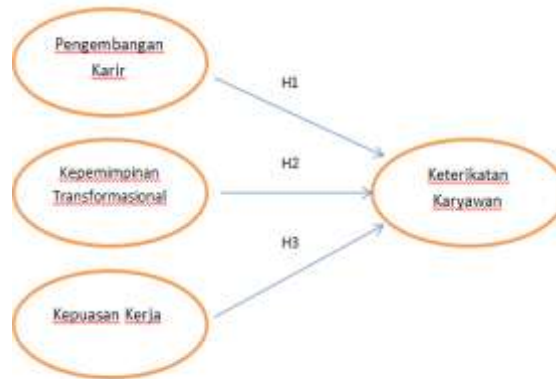 Pengembangan
Karir
H1
Kepemimpinan
Transformasional
H2
Keterikatan
Karyawan
H3
Kepuasan Kerja